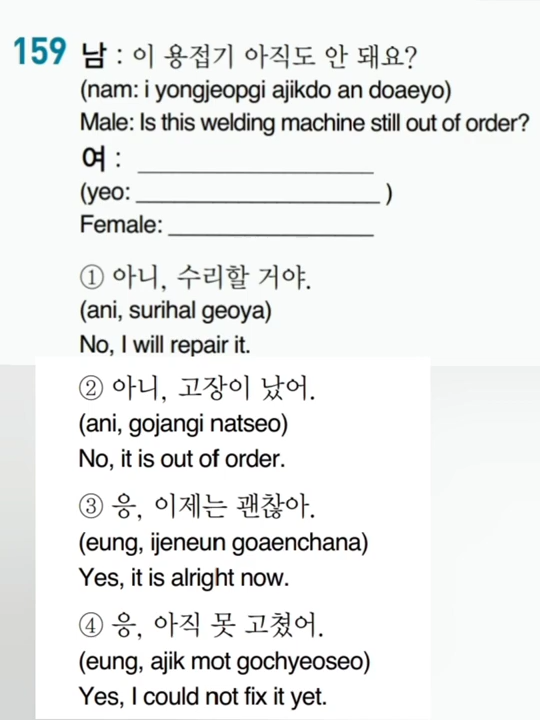 159 남 : 이 용접기 아직도 안 돼요?
(nam: i yongjeopgi ajikdo an doaeyo)
Male: Is this welding machine still out of order?
여 : ____________________
(yeo: ____________________ )
Female: ____________________
① 아니, 수리할 거야.
(ani, surihal geoya)
No, I will repair it.
② 아니, 고장이 났어.
(ani, gojangi natseo)
No, it is out of order.
③ 응, 이제는 괜찮아.
(eung, ijeneun goaenchana)
Yes, it is alright now.
④ 응, 아직 못 고쳤어.
(eung, ajik mot gochyeoseo)
Yes, I could not fix it yet.